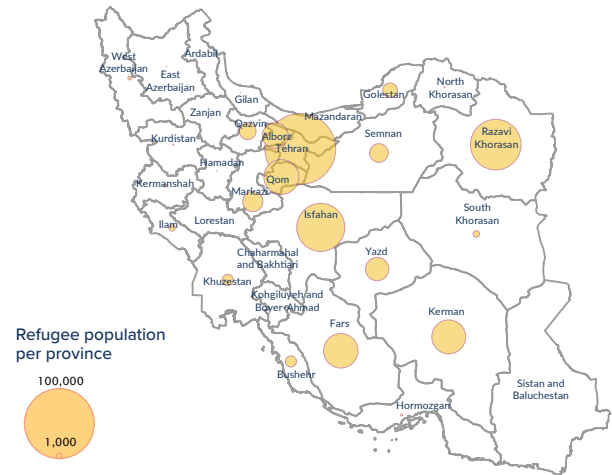 West
Azerbaijan
Ardabil
East
Azerbaijan
Gilan
Zanjan
Qazvin
Alborz
Mazandaran
Golestan
North
Khorasan
Tehran
Semnan
Razavi
Khorasan
Kurdistan
Hamadan
Qom
Kermanshah
Markazi
Ilam
Lorestan
Isfahan
South
Khorasan
Chaharmahal
and Bakhtiari
Yazd
Khuzestan
Kohgiluyeh and
Boyer-Ahmad
Fars
Kerman
Bushehr
Sistan and
Baluchestan
Hormozgan
Refugee population
per province
100,000
1,000